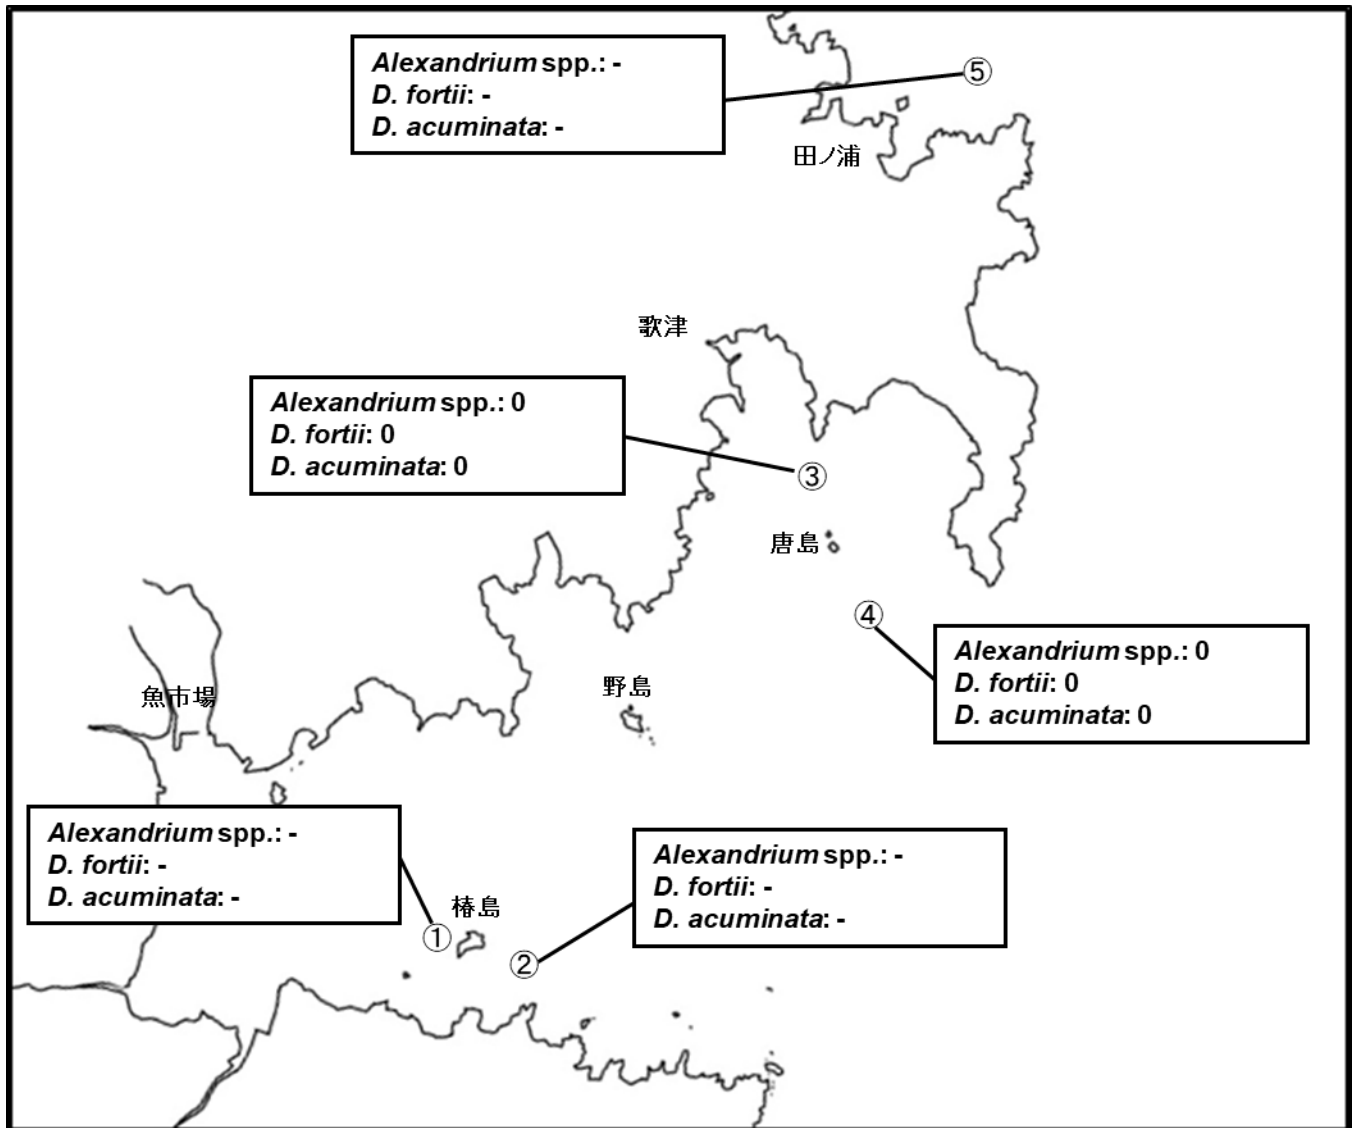 Alexandrium spp.: -
D. fortii: -
D. acuminata: -
⑤
田ノ浦
歌津
Alexandrium spp.: 0
D. fortii: 0
D. acuminata: 0
③
唐島
④
Alexandrium spp.: 0
D. fortii: 0
D. acuminata: 0
野島
魚市場
Alexandrium spp.: -
D. fortii: -
D. acuminata: -
①
椿島
②
Alexandrium spp.: -
D. fortii: -
D. acuminata: -